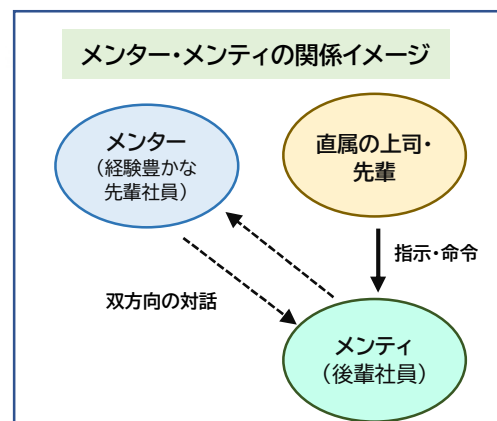 メンター・メンティの関係イメージ
メンター
（経験豊かな
先輩社員）
直属の上司・
先輩
指示・命令
双方向の対話
メンティ
（後輩社員）